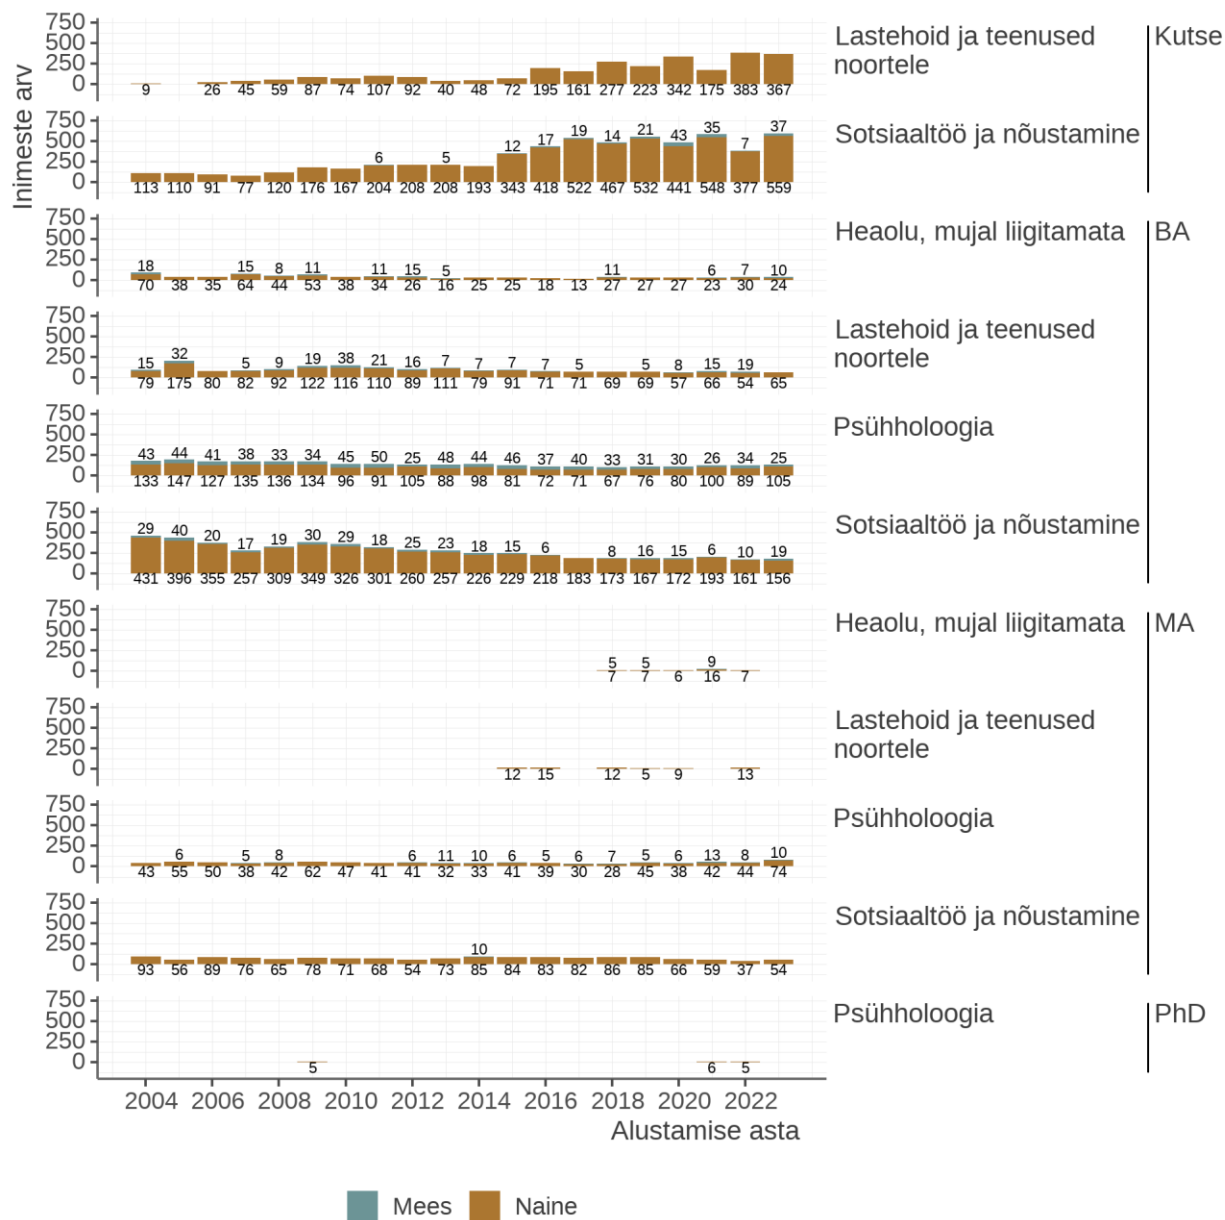 Inimeste arv
750
500
250
0
9 26 45 59 87 74 107 92 40 48 72 195 161 277 223 342 175 383 367
Lastehoid ja teenused
noortele
Kutse
750
500
250
0
6 5 12 17 19 14 21 43 35 7 37
113 110 91 77 120 176 167 204 208 208 193 343 418 522 467 532 441 548 377 559
Sotsiaaltöö ja nõustamine
750
500
250
0
18 15 8 11 11 15 5 11 6 7 10
70 38 35 64 44 53 38 34 26 16 25 25 18 13 27 27 27 23 30 24
Heaolu, mujal liigitamata
BA
750
500
250
0
15 32 5 9 19 38 21 16 7 7 7 7 5 5 8 15 19
79 175 80 82 92 122 116 110 89 111 79 91 71 71 69 69 57 66 54 65
Lastehoid ja teenused
noortele
750
500
250
0
43 44 41 38 33 34 45 50 25 48 44 46 37 40 33 31 30 26 34 25
133 147 127 135 136 134 96 91 105 88 98 81 72 71 67 76 80 100 89 105
Psühholoogia
750
500
250
0
29 40 20 17 19 30 29 18 25 23 18 15 6 8 16 15 6 10 19
431 396 355 257 309 349 326 301 260 257 226 229 218 183 173 167 172 193 161 156
Sotsiaaltöö ja nõustamine
750
500
250
0
5 5 9
7 7 6 16 7
Heaolu, mujal liigitamata
MA
750
500
250
0
12 15 12 5 9 13
Lastehoid ja teenused
noortele
750
500
250
0
6 5 8 6 11 10 6 5 6 7 5 6 13 8 10
43 55 50 38 42 62 47 41 41 32 33 41 39 30 28 45 38 42 44 74
Psühholoogia
750
500
250
0
10
93 56 89 76 65 78 71 68 54 73 85 84 83 82 86 85 66 59 37 54
Sotsiaaltöö ja nõustamine
750
500
250
0
5 6 5
Psühholoogia
PhD
2004 2006 2008 2010 2012 2014 2016 2018 2020 2022
Alustamise asta
Mees Naine